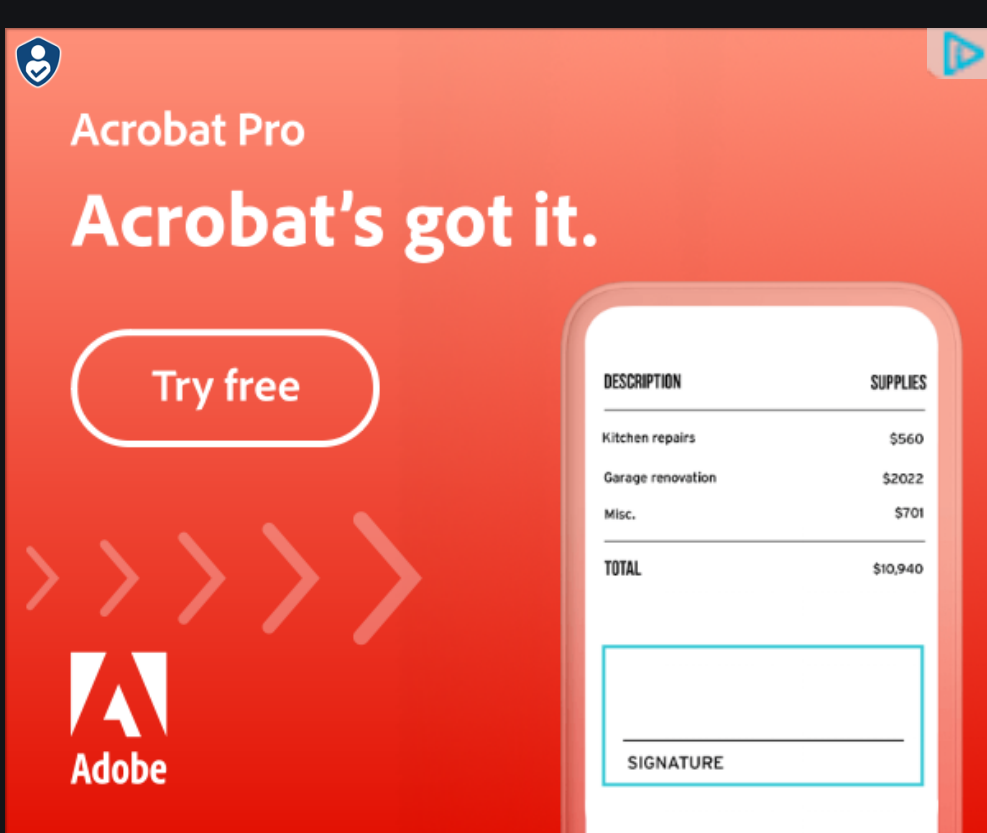 Acrobat Pro
Acrobat’s got it.
Try free
DESCRIPTION SUPPLIES
Kitchen repairs $560
Garage renovation $2022
Misc. $701
TOTAL $10,940
SIGNATURE
Adobe